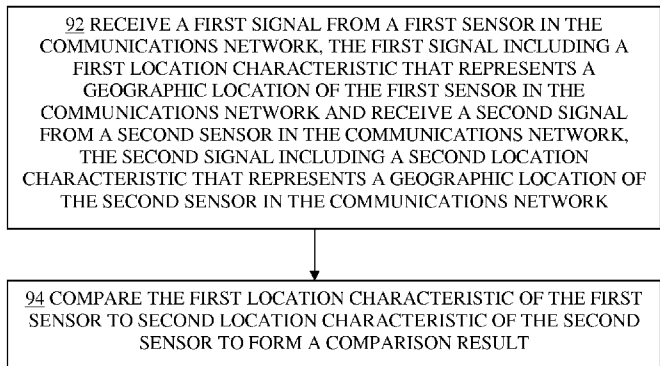 92 RECEIVE A FIRST SIGNAL FROM A FIRST SENSOR IN THE
COMMUNICATIONS NETWORK, THE FIRST SIGNAL INCLUDING A
FIRST LOCATION CHARACTERISTIC THAT REPRESENTS A
GEOGRAPHIC LOCATION OF THE FIRST SENSOR IN THE
COMMUNICATIONS NETWORK AND RECEIVE A SECOND SIGNAL
FROM A SECOND SENSOR IN THE COMMUNICATIONS NETWORK,
THE SECOND SIGNAL INCLUDING A SECOND LOCATION
CHARACTERISTIC THAT REPRESENTS A GEOGRAPHIC LOCATION OF
THE SECOND SENSOR IN THE COMMUNICATIONS NETWORK
94 COMPARE THE FIRST LOCATION CHARACTERISTIC OF THE FIRST
SENSOR TO SECOND LOCATION CHARACTERISTIC OF THE SECOND
SENSOR TO FORM A COMPARISON RESULT